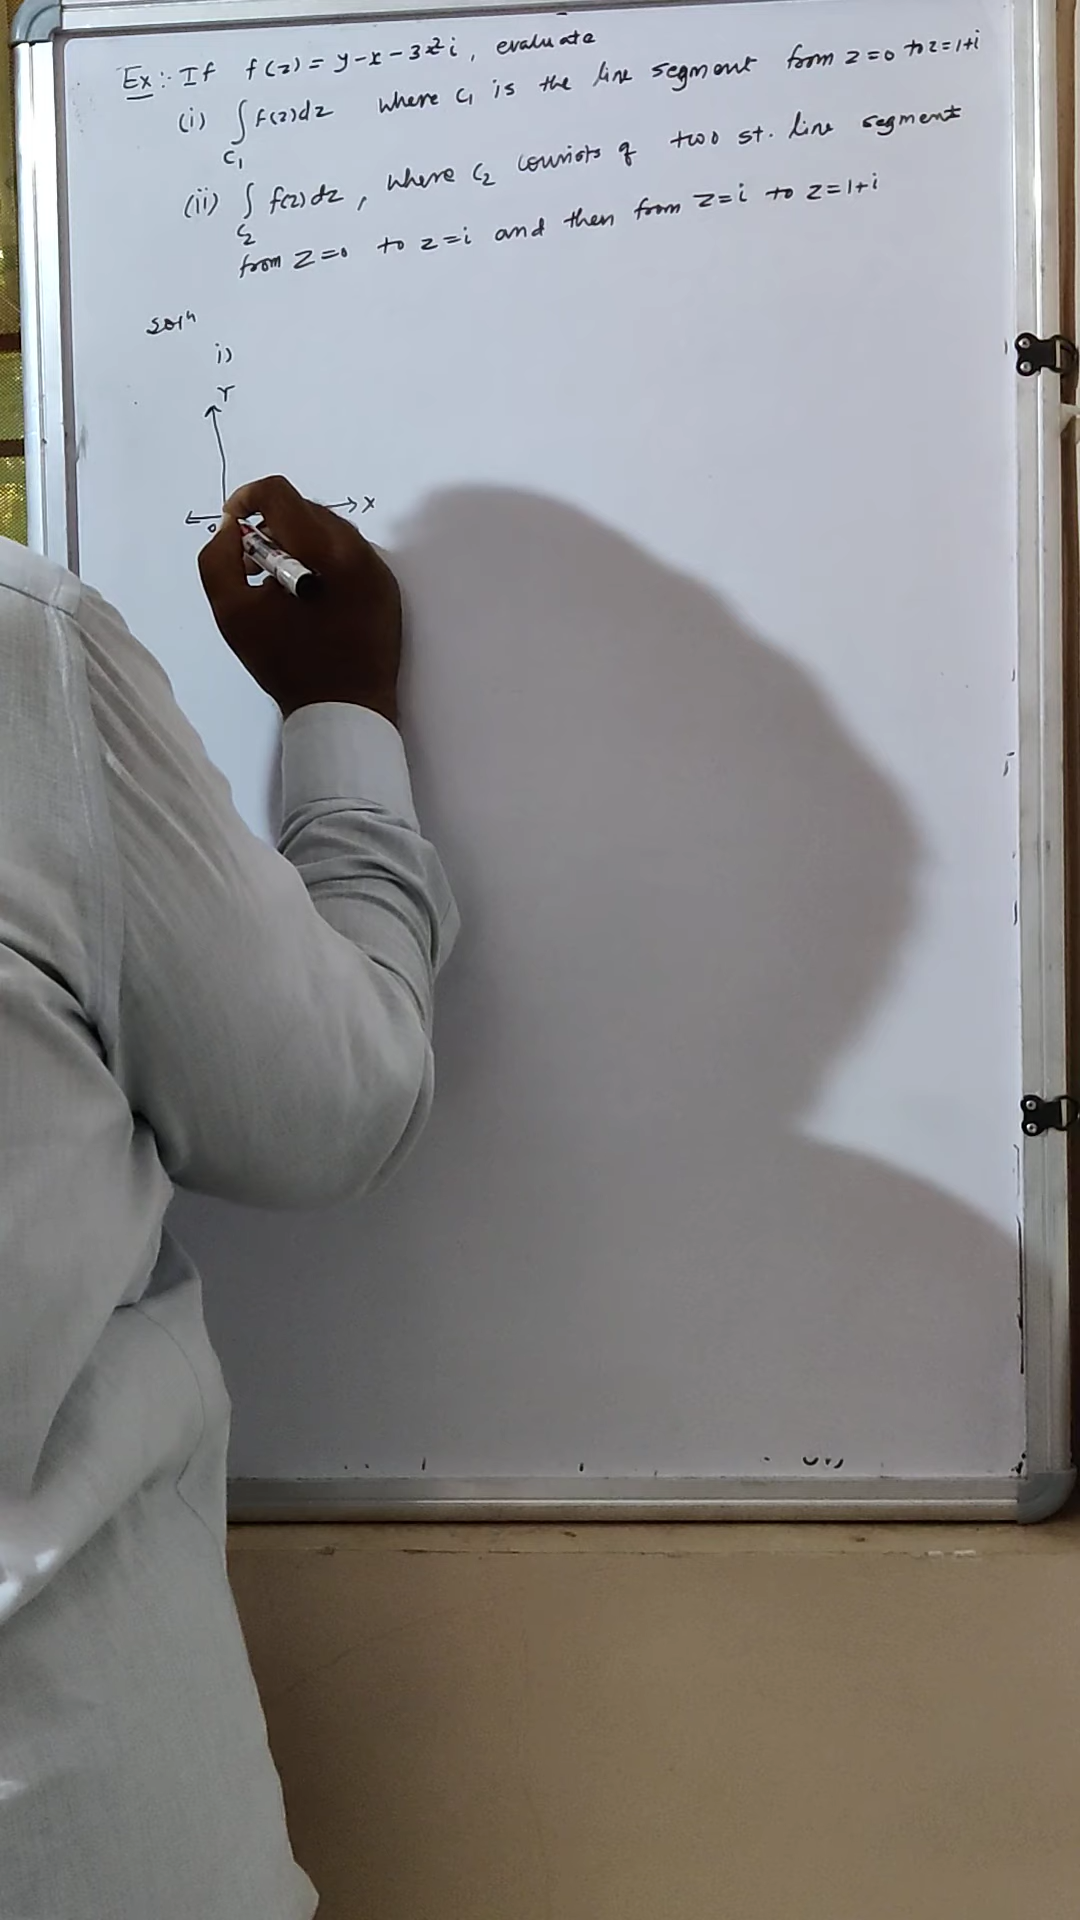 Ex:- If f(z) = y-x-3x²i, evaluate
(i) ∫ f(z)dz where C₁ is the line segment from z=0 to z=1+i
C₁
(ii) ∫ f(z)dz, where C₂ consists of two st. line segment
C₂
from z=0 to z=i and then from z=i to z=1+i
Solⁿ
i)
Y
X
0